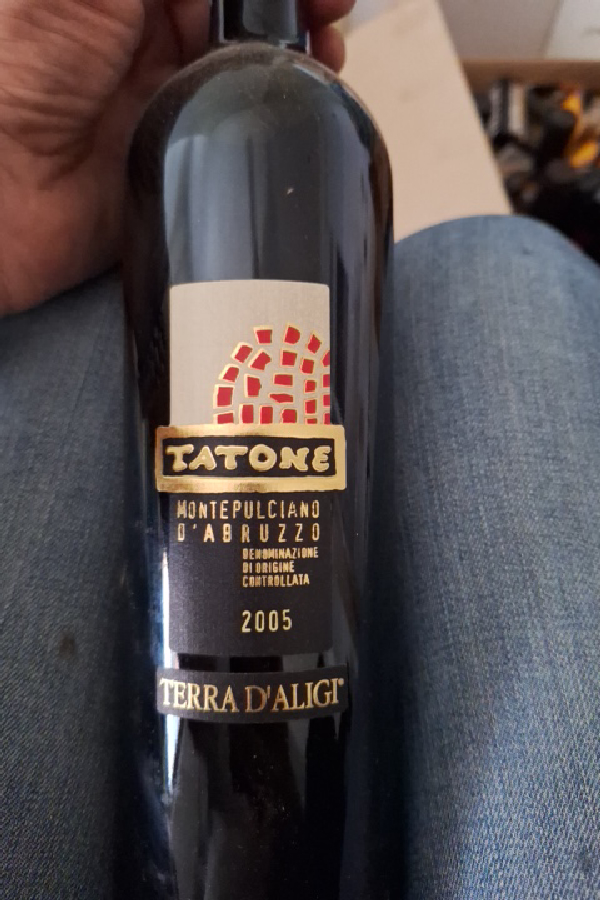 TATONE
MONTEPULCIANO
D'ABRUZZO
DENOMINAZIONE
DI ORIGINE
CONTROLLATA
2005
TERRA D'ALIGI